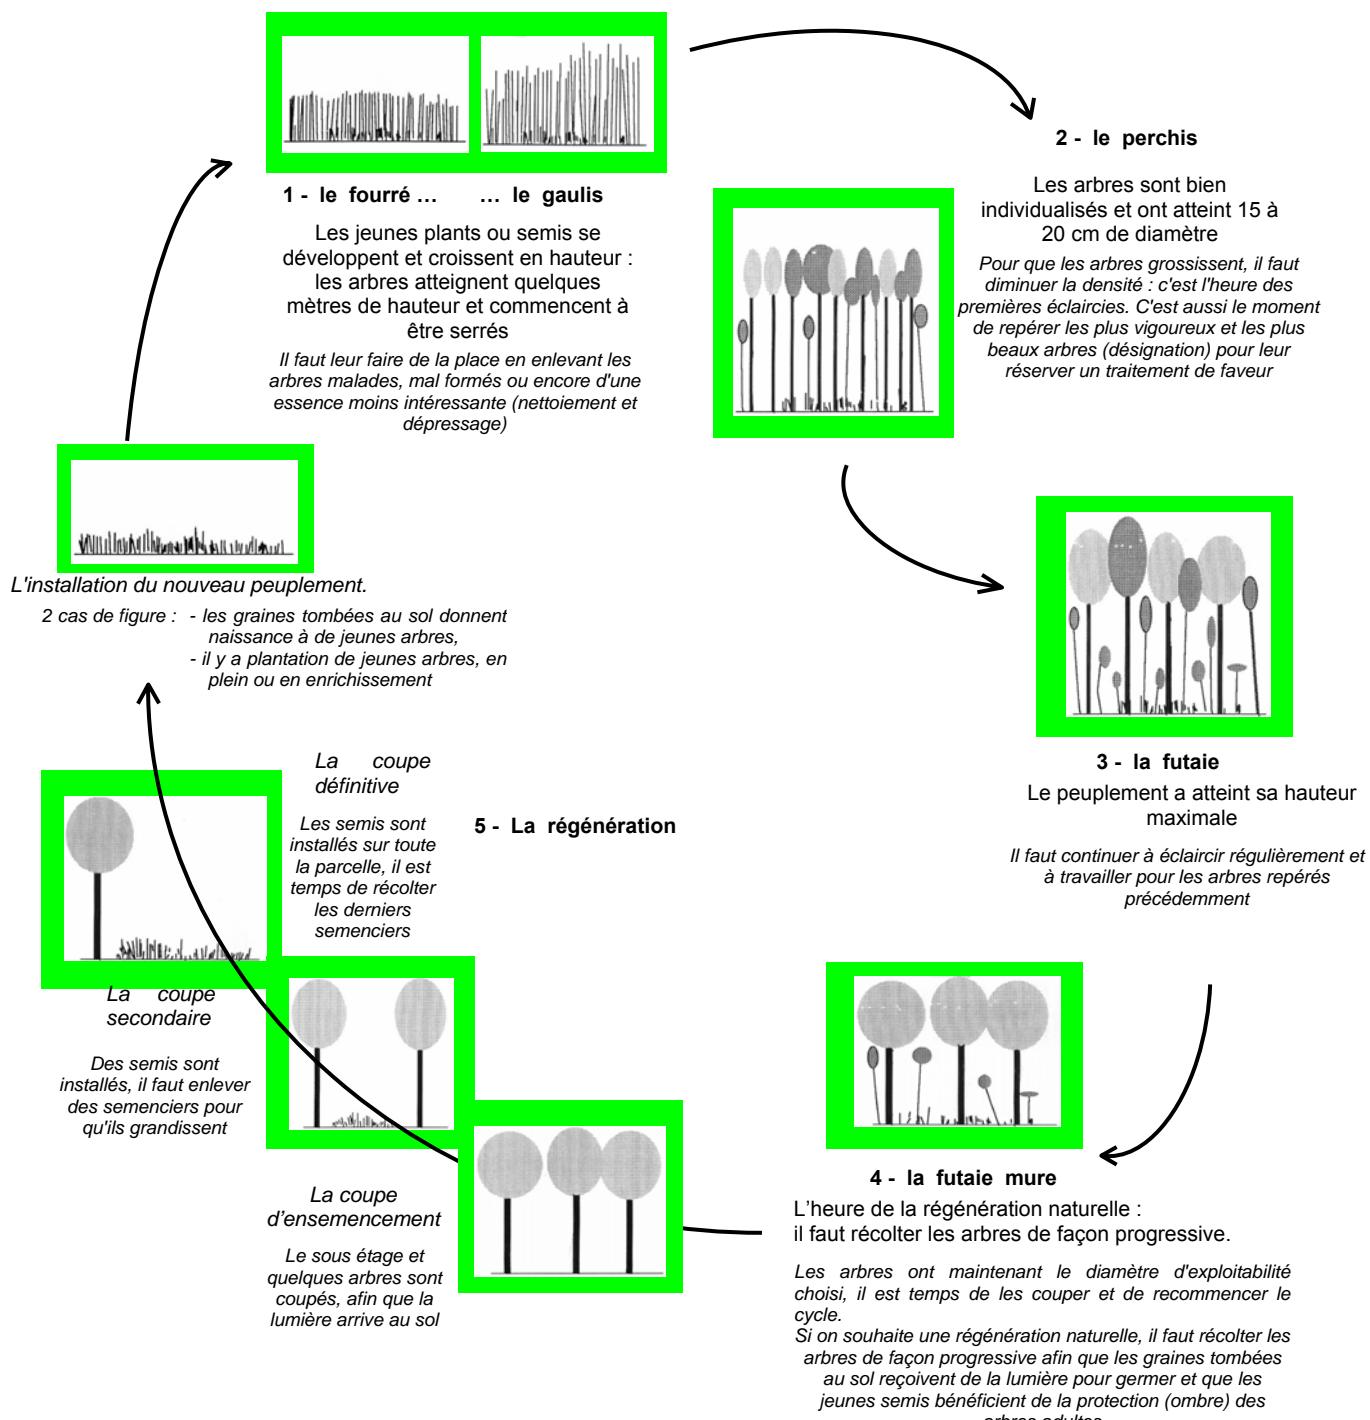 1 - le fourré … … le gaulis
Les jeunes plants ou semis se
développent et croissent en hauteur :
les arbres atteignent quelques
mètres de hauteur et commencent à
être serrés
Il faut leur faire de la place en enlevant les
arbres malades, mal formés ou encore d'une
essence moins intéressante (nettoiement et
dépressage)
2 - le perchis
Les arbres sont bien
individualisés et ont atteint 15 à
20 cm de diamètre
Pour que les arbres grossissent, il faut
diminuer la densité : c'est l'heure des
premières éclaircies. C'est aussi le moment
de repérer les plus vigoureux et les plus
beaux arbres (désignation) pour leur
réserver un traitement de faveur
3 - la futaie
Le peuplement a atteint sa hauteur
maximale
Il faut continuer à éclaircir régulièrement et
à travailler pour les arbres repérés
précédemment
4 - la futaie mure
L'heure de la régénération naturelle :
il faut récolter les arbres de façon progressive.
Les arbres ont maintenant le diamètre d'exploitabilité
choisi, il est temps de les couper et de recommencer le
cycle.
Si on souhaite une régénération naturelle, il faut récolter les
arbres de façon progressive afin que les graines tombées
au sol reçoivent de la lumière pour germer et que les
jeunes semis bénéficient de la protection (ombre) des
arbres adultes
5 - La régénération
La coupe
d'ensemencement
Le sous étage et
quelques arbres sont
coupés, afin que la
lumière arrive au sol
La coupe
secondaire
Des semis sont
installés, il faut enlever
des semenciers pour
qu'ils grandissent
La coupe
définitive
Les semis sont
installés sur toute
la parcelle, il est
temps de récolter
les derniers
semenciers
L'installation du nouveau peuplement.
2 cas de figure : - les graines tombées au sol donnent
naissance à de jeunes arbres,
- il y a plantation de jeunes arbres, en
plein ou en enrichissement